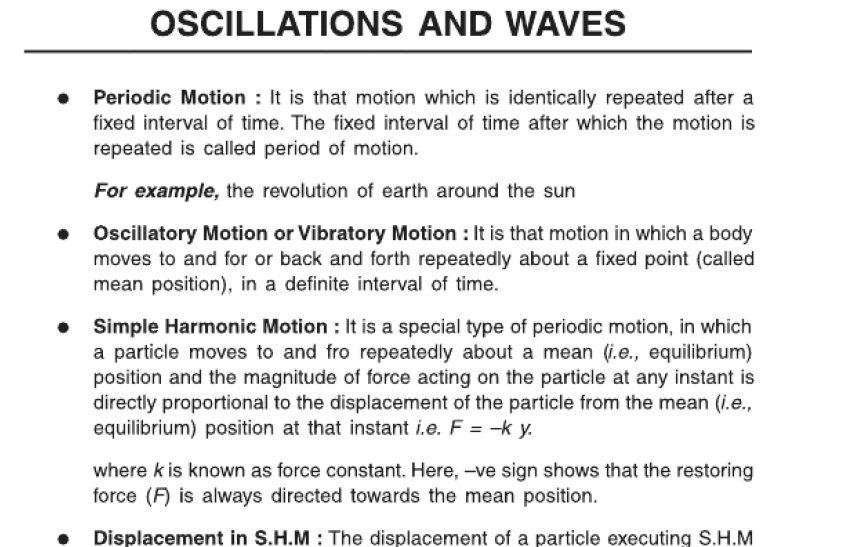 OSCILLATIONS AND WAVES
● Periodic Motion : It is that motion which is identically repeated after a
fixed interval of time. The fixed interval of time after which the motion is
repeated is called period of motion.
For example, the revolution of earth around the sun
● Oscillatory Motion or Vibratory Motion : It is that motion in which a body
moves to and for or back and forth repeatedly about a fixed point (called
mean position), in a definite interval of time.
● Simple Harmonic Motion : It is a special type of periodic motion, in which
a particle moves to and fro repeatedly about a mean (i.e., equilibrium)
position and the magnitude of force acting on the particle at any instant is
directly proportional to the displacement of the particle from the mean (i.e.,
equilibrium) position at that instant i.e. F = –k y.
where k is known as force constant. Here, –ve sign shows that the restoring
force (F) is always directed towards the mean position.
● Displacement in S.H.M : The displacement of a particle executing S.H.M